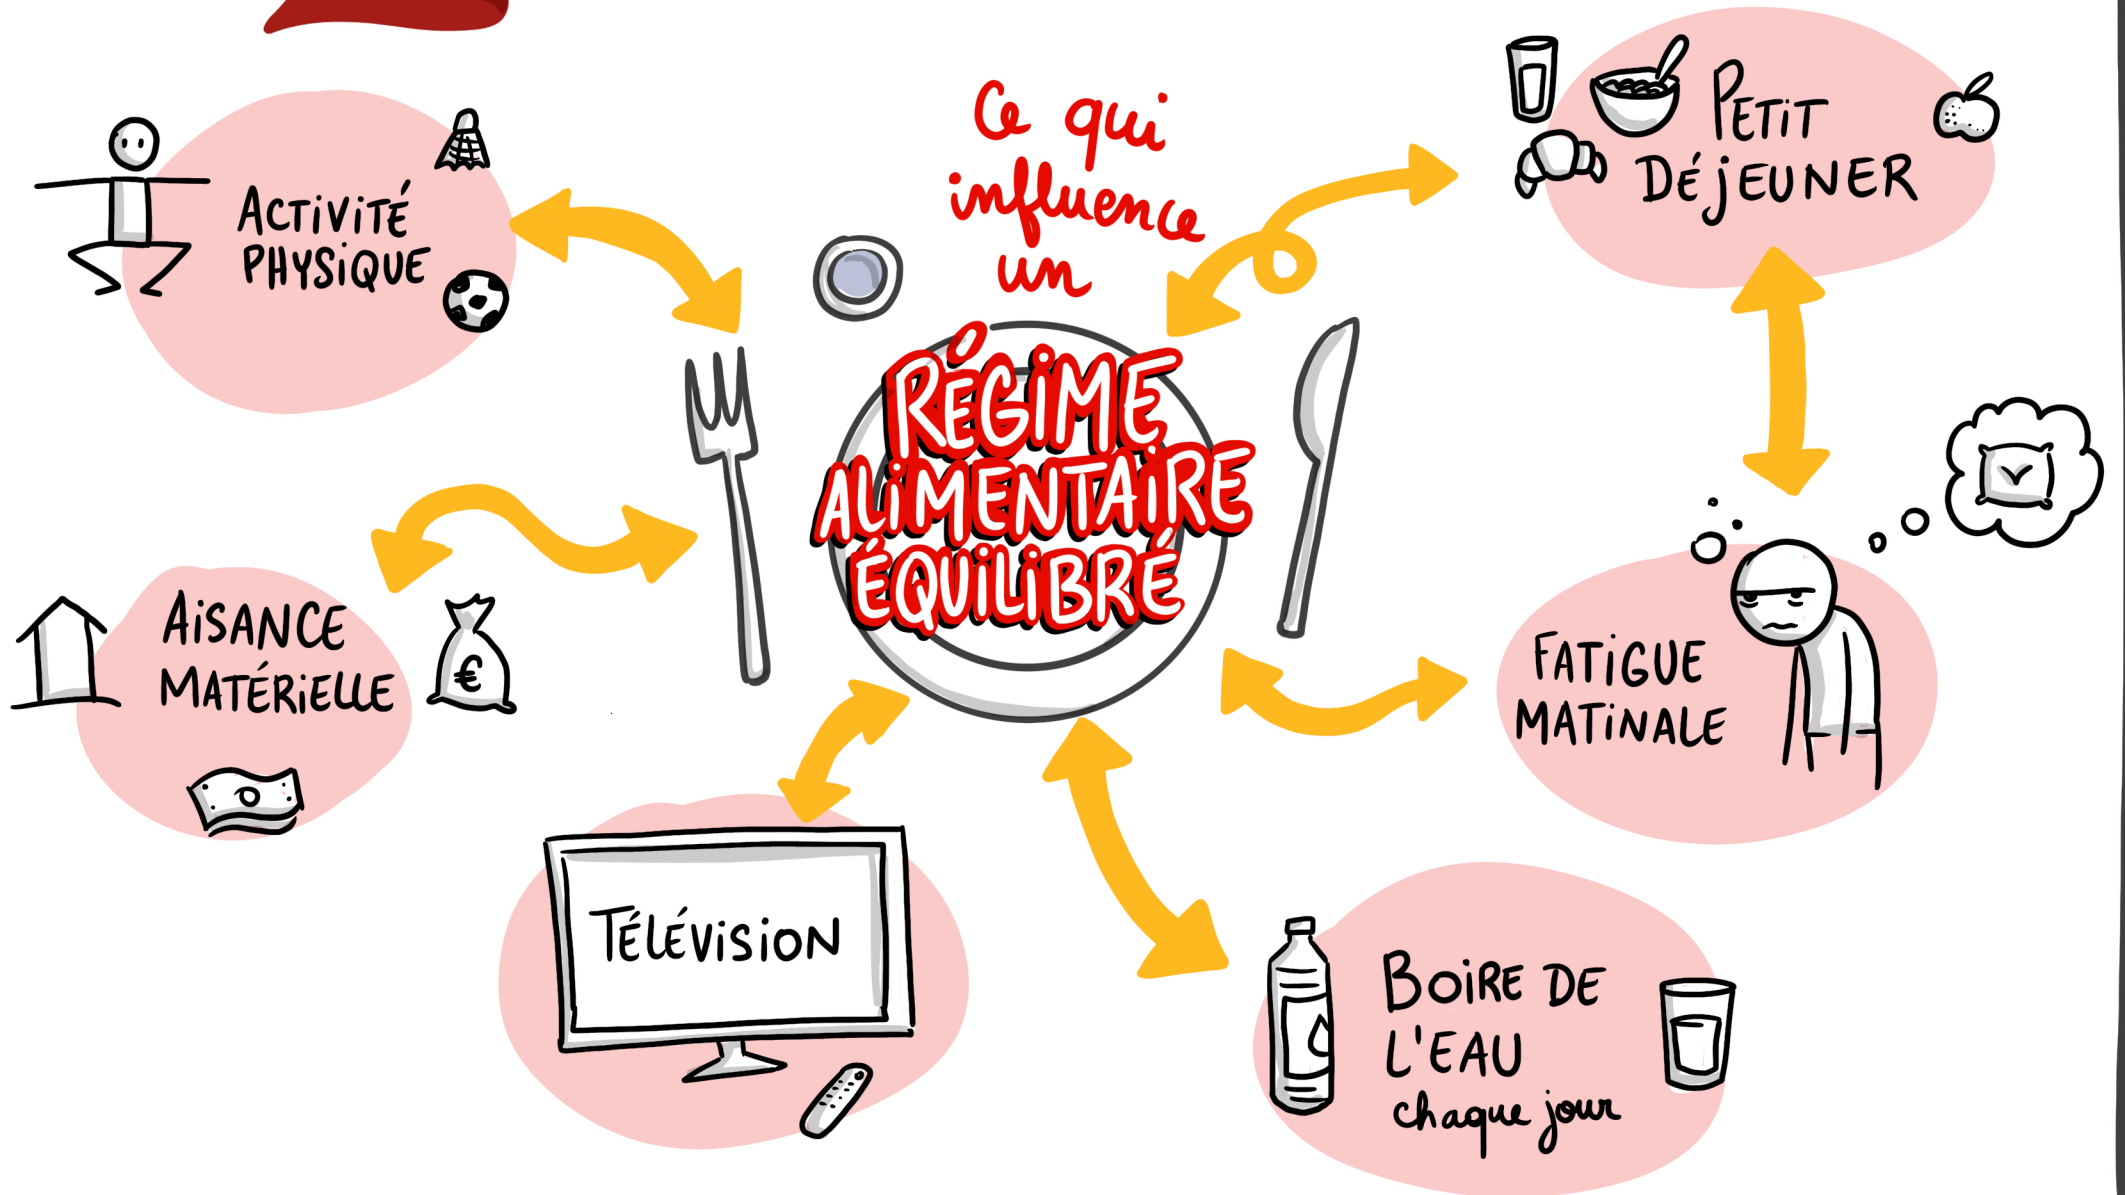 Ce qui
influence
un
RÉGIME
ALIMENTAIRE
ÉQUILIBRÉ
ACTIVITÉ
PHYSIQUE
PETIT
DÉJEUNER
AISANCE
MATÉRIELLE
€
FATIGUE
MATINALE
TÉLÉVISION
BOIRE DE
L'EAU
chaque jour